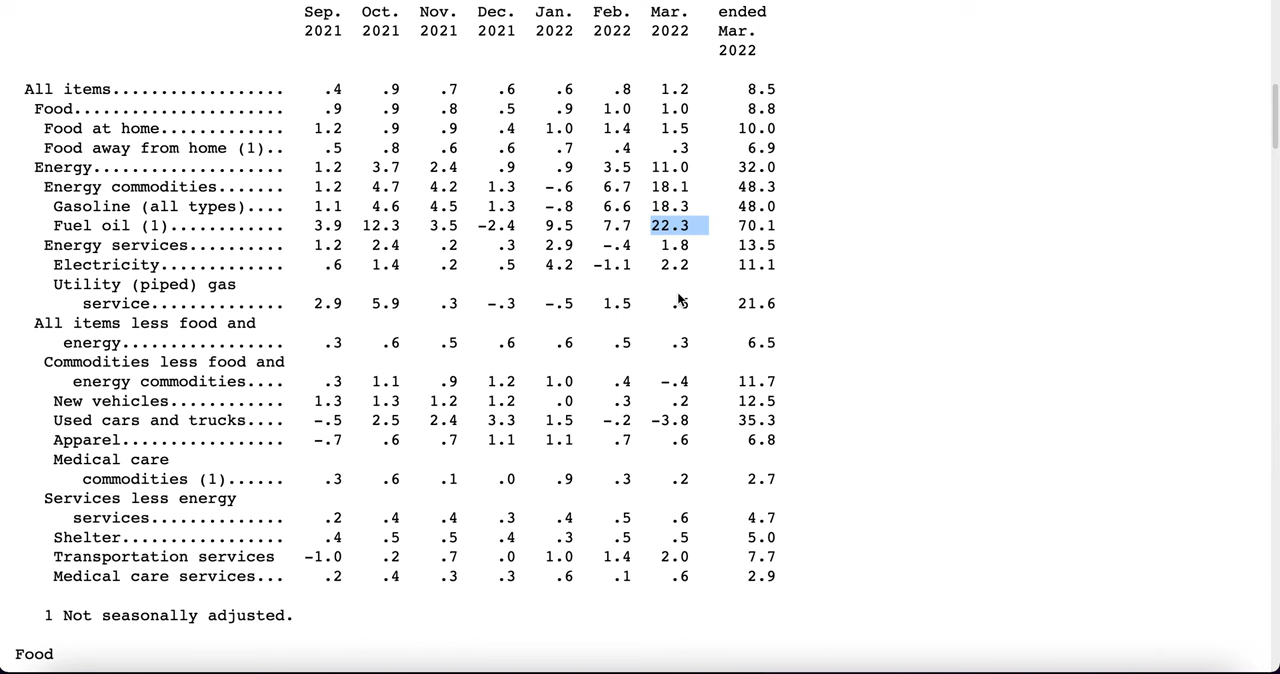 Sep. Oct. Nov. Dec. Jan. Feb. Mar. ended
2021 2021 2021 2021 2022 2022 2022 Mar.
2022
All items.................. .4 .9 .7 .6 .6 .8 1.2 8.5
Food...................... .9 .9 .8 .5 .9 1.0 1.0 8.8
Food at home............. 1.2 .9 .9 .4 1.0 1.4 1.5 10.0
Food away from home (1).. .5 .8 .6 .6 .7 .4 .3 6.9
Energy.................... 1.2 3.7 2.4 .9 .9 3.5 11.0 32.0
Energy commodities....... 1.2 4.7 4.2 1.3 -.6 6.7 18.1 48.3
Gasoline (all types).... 1.1 4.6 4.5 1.3 -.8 6.6 18.3 48.0
Fuel oil (1)............ 3.9 12.3 3.5 -2.4 9.5 7.7 22.3 70.1
Energy services.......... 1.2 2.4 .2 .3 2.9 -.4 1.8 13.5
Electricity............. .6 1.4 .2 .5 4.2 -1.1 2.2 11.1
Utility (piped) gas
service.............. 2.9 5.9 .3 -.3 -.5 1.5 21.6
All items less food and
energy................. .3 .6 .5 .6 .6 .5 .3 6.5
Commodities less food and
energy commodities.... .3 1.1 .9 1.2 1.0 .4 -.4 11.7
New vehicles............ 1.3 1.3 1.2 1.2 .0 .3 .2 12.5
Used cars and trucks.... -.5 2.5 2.4 3.3 1.5 -.2 -3.8 35.3
Apparel................. -.7 .6 .7 1.1 1.1 .7 .6 6.8
Medical care
commodities (1)...... .3 .6 .1 .0 .9 .3 .2 2.7
Services less energy
services.............. .2 .4 .4 .3 .4 .5 .6 4.7
Shelter................. .4 .5 .5 .4 .3 .5 .5 5.0
Transportation services -1.0 .2 .7 .0 1.0 1.4 2.0 7.7
Medical care services... .2 .4 .3 .3 .6 .1 .6 2.9
1 Not seasonally adjusted.
Food